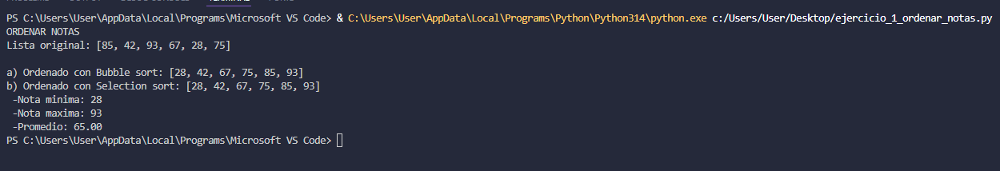 PS C:\Users\User\AppData\Local\Programs\Microsoft VS Code> & C:\Users\User\AppData\Local\Programs\Python\Python314\python.exe c:/Users/User/Desktop/ejercicio_1_ordenar_notas.py
ORDENAR NOTAS
Lista original: [85, 42, 93, 67, 28, 75]
a) Ordenado con Bubble sort: [28, 42, 67, 75, 85, 93]
b) Ordenado con Selection sort: [28, 42, 67, 75, 85, 93]
-Nota minima: 28
-Nota maxima: 93
-Promedio: 65.00
PS C:\Users\User\AppData\Local\Programs\Microsoft VS Code>